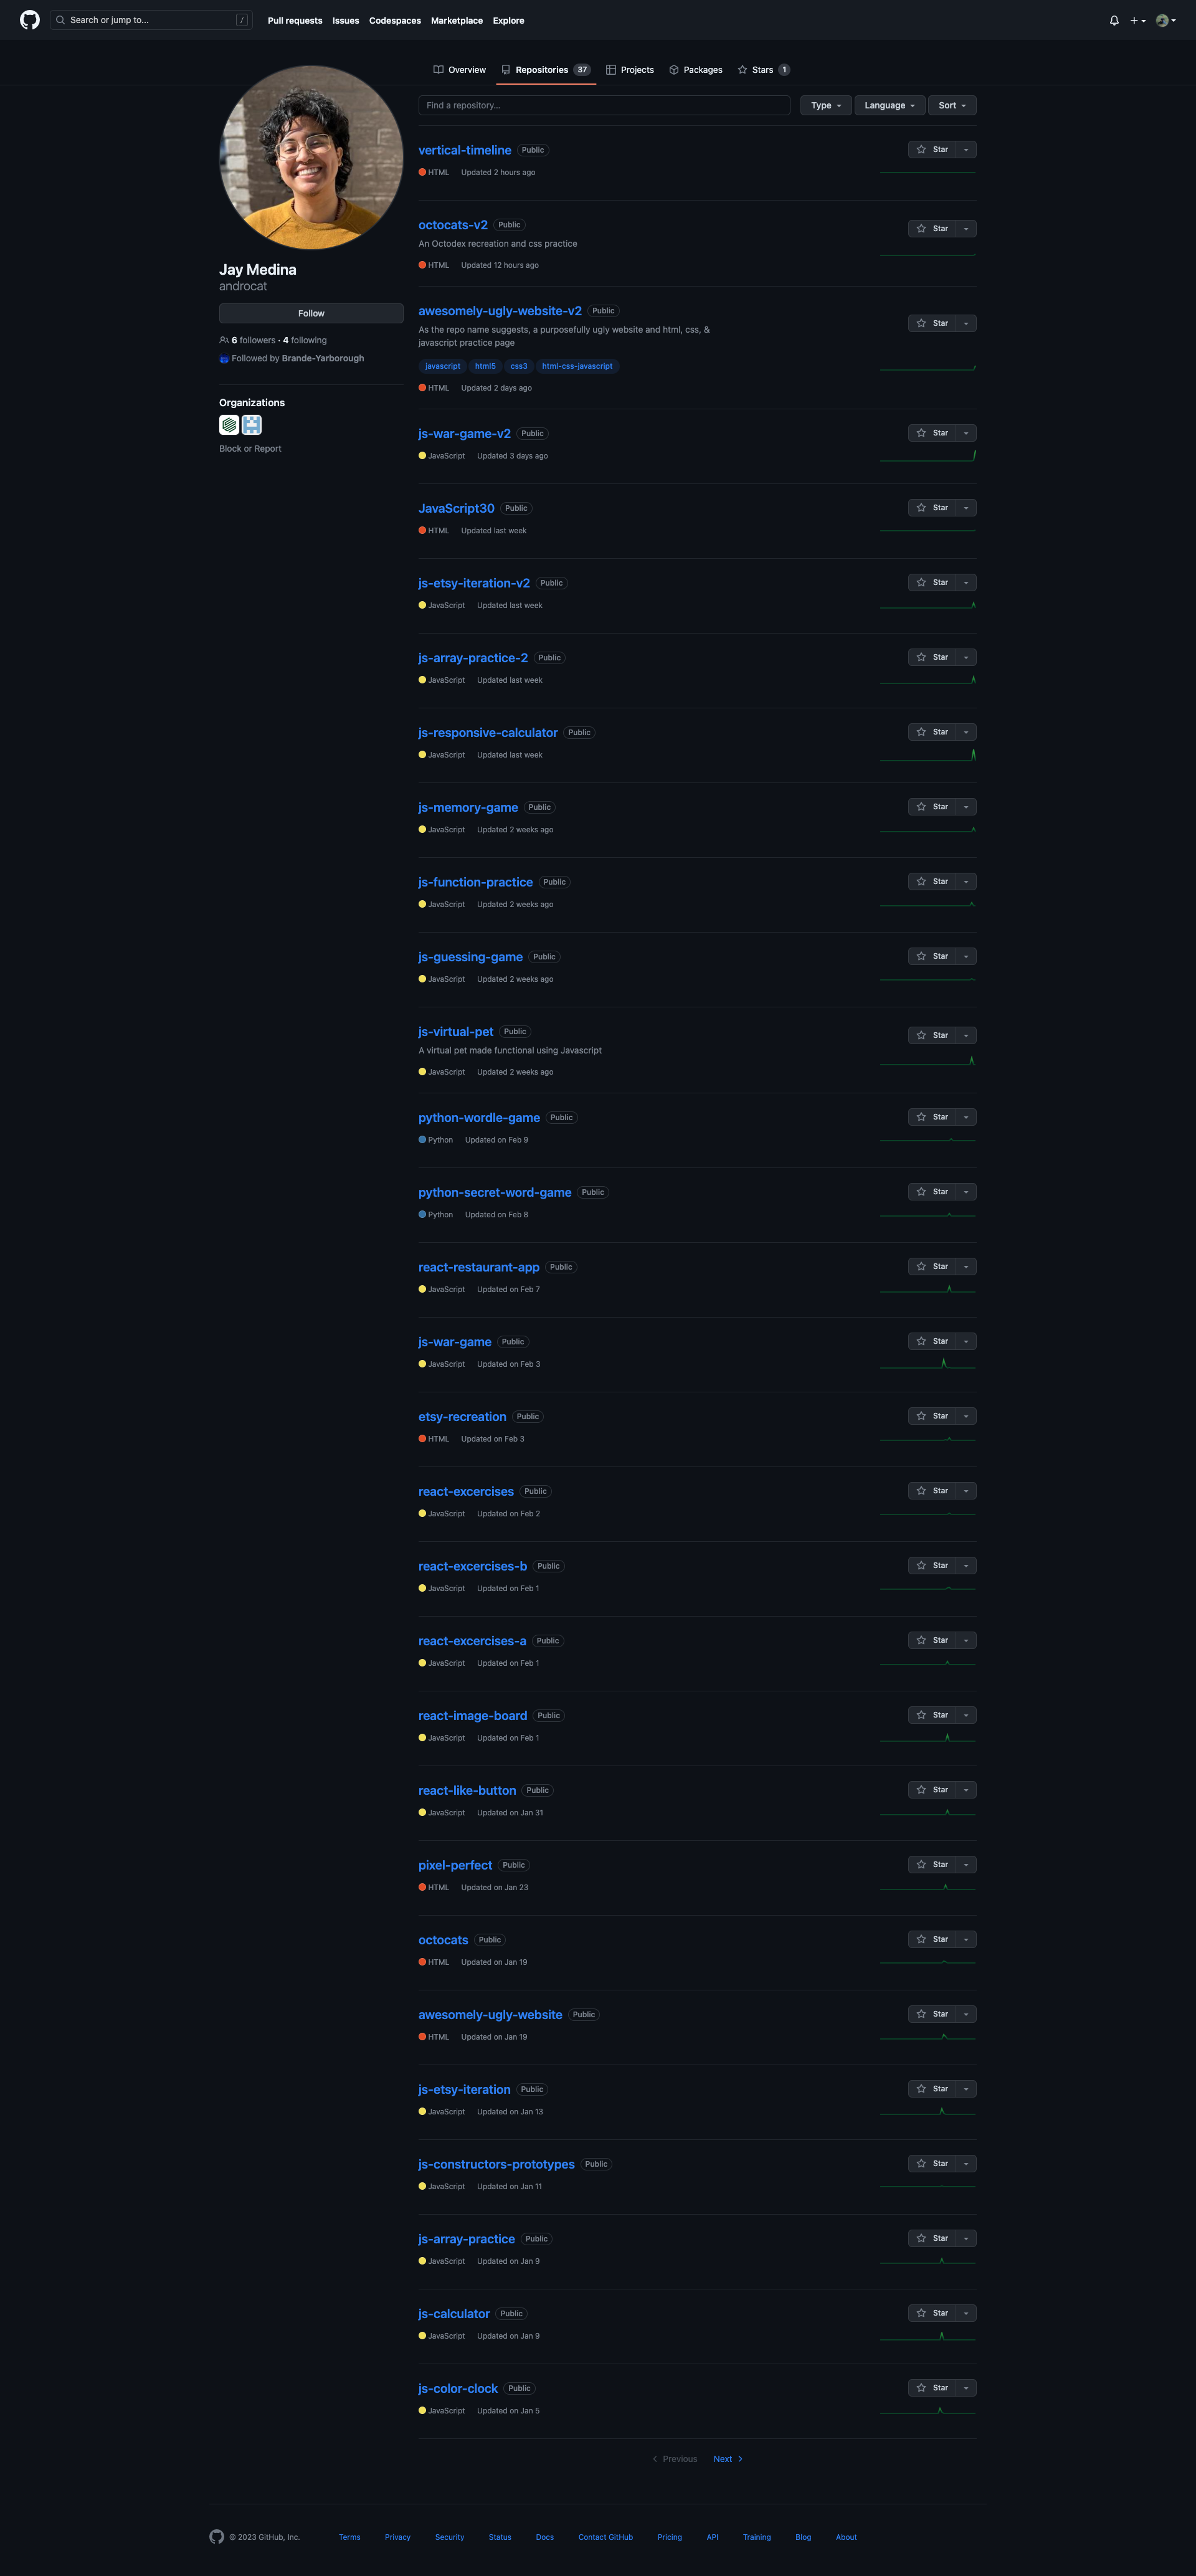 Search or jump to... /
Pull requests Issues Codespaces Marketplace Explore
Overview Repositories 37 Projects Packages Stars 1
Jay Medina
androcat
Follow
6 followers · 4 following
Followed by Brande-Yarborough
Organizations
Block or Report
Find a repository... Type Language Sort
vertical-timeline Public Star
HTML Updated 2 hours ago
octocats-v2 Public Star
An Octodex recreation and css practice
HTML Updated 12 hours ago
awesomely-ugly-website-v2 Public Star
As the repo name suggests, a purposefully ugly website and html, css, &
javascript practice page
javascript html5 css3 html-css-javascript
HTML Updated 2 days ago
js-war-game-v2 Public Star
JavaScript Updated 3 days ago
JavaScript30 Public Star
HTML Updated last week
js-etsy-iteration-v2 Public Star
JavaScript Updated last week
js-array-practice-2 Public Star
JavaScript Updated last week
js-responsive-calculator Public Star
JavaScript Updated last week
js-memory-game Public Star
JavaScript Updated 2 weeks ago
js-function-practice Public Star
JavaScript Updated 2 weeks ago
js-guessing-game Public Star
JavaScript Updated 2 weeks ago
js-virtual-pet Public Star
A virtual pet made functional using Javascript
JavaScript Updated 2 weeks ago
python-wordle-game Public Star
Python Updated on Feb 9
python-secret-word-game Public Star
Python Updated on Feb 8
react-restaurant-app Public Star
JavaScript Updated on Feb 7
js-war-game Public Star
JavaScript Updated on Feb 3
etsy-recreation Public Star
HTML Updated on Feb 3
react-excercises Public Star
JavaScript Updated on Feb 2
react-excercises-b Public Star
JavaScript Updated on Feb 1
react-excercises-a Public Star
JavaScript Updated on Feb 1
react-image-board Public Star
JavaScript Updated on Feb 1
react-like-button Public Star
JavaScript Updated on Jan 31
pixel-perfect Public Star
HTML Updated on Jan 23
octocats Public Star
HTML Updated on Jan 19
awesomely-ugly-website Public Star
HTML Updated on Jan 19
js-etsy-iteration Public Star
JavaScript Updated on Jan 13
js-constructors-prototypes Public Star
JavaScript Updated on Jan 11
js-array-practice Public Star
JavaScript Updated on Jan 9
js-calculator Public Star
JavaScript Updated on Jan 9
js-color-clock Public Star
JavaScript Updated on Jan 5
Previous Next
© 2023 GitHub, Inc. Terms Privacy Security Status Docs Contact GitHub Pricing API Training Blog About